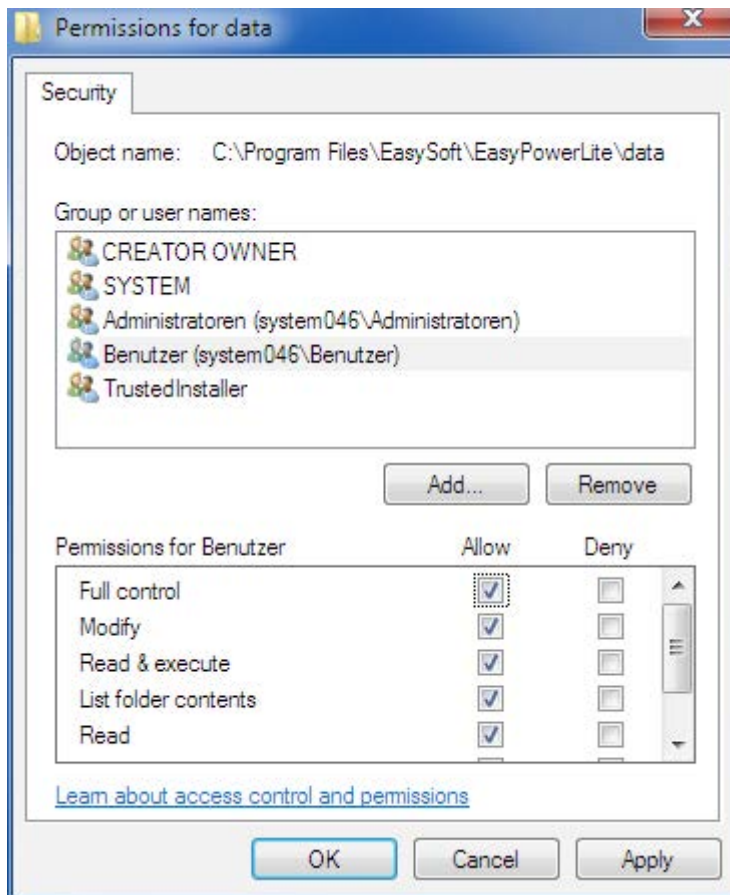 Permissions for data
Security
Object name: C:\Program Files\EasySoft\EasyPowerLite\data
Group or user names:
CREATOR OWNER
SYSTEM
Administratoren (system046\Administratoren)
Benutzer (system046\Benutzer)
TrustedInstaller
Add... Remove
Permissions for Benutzer Allow Deny
Full control
Modify
Read & execute
List folder contents
Read
Learn about access control and permissions
OK Cancel Apply